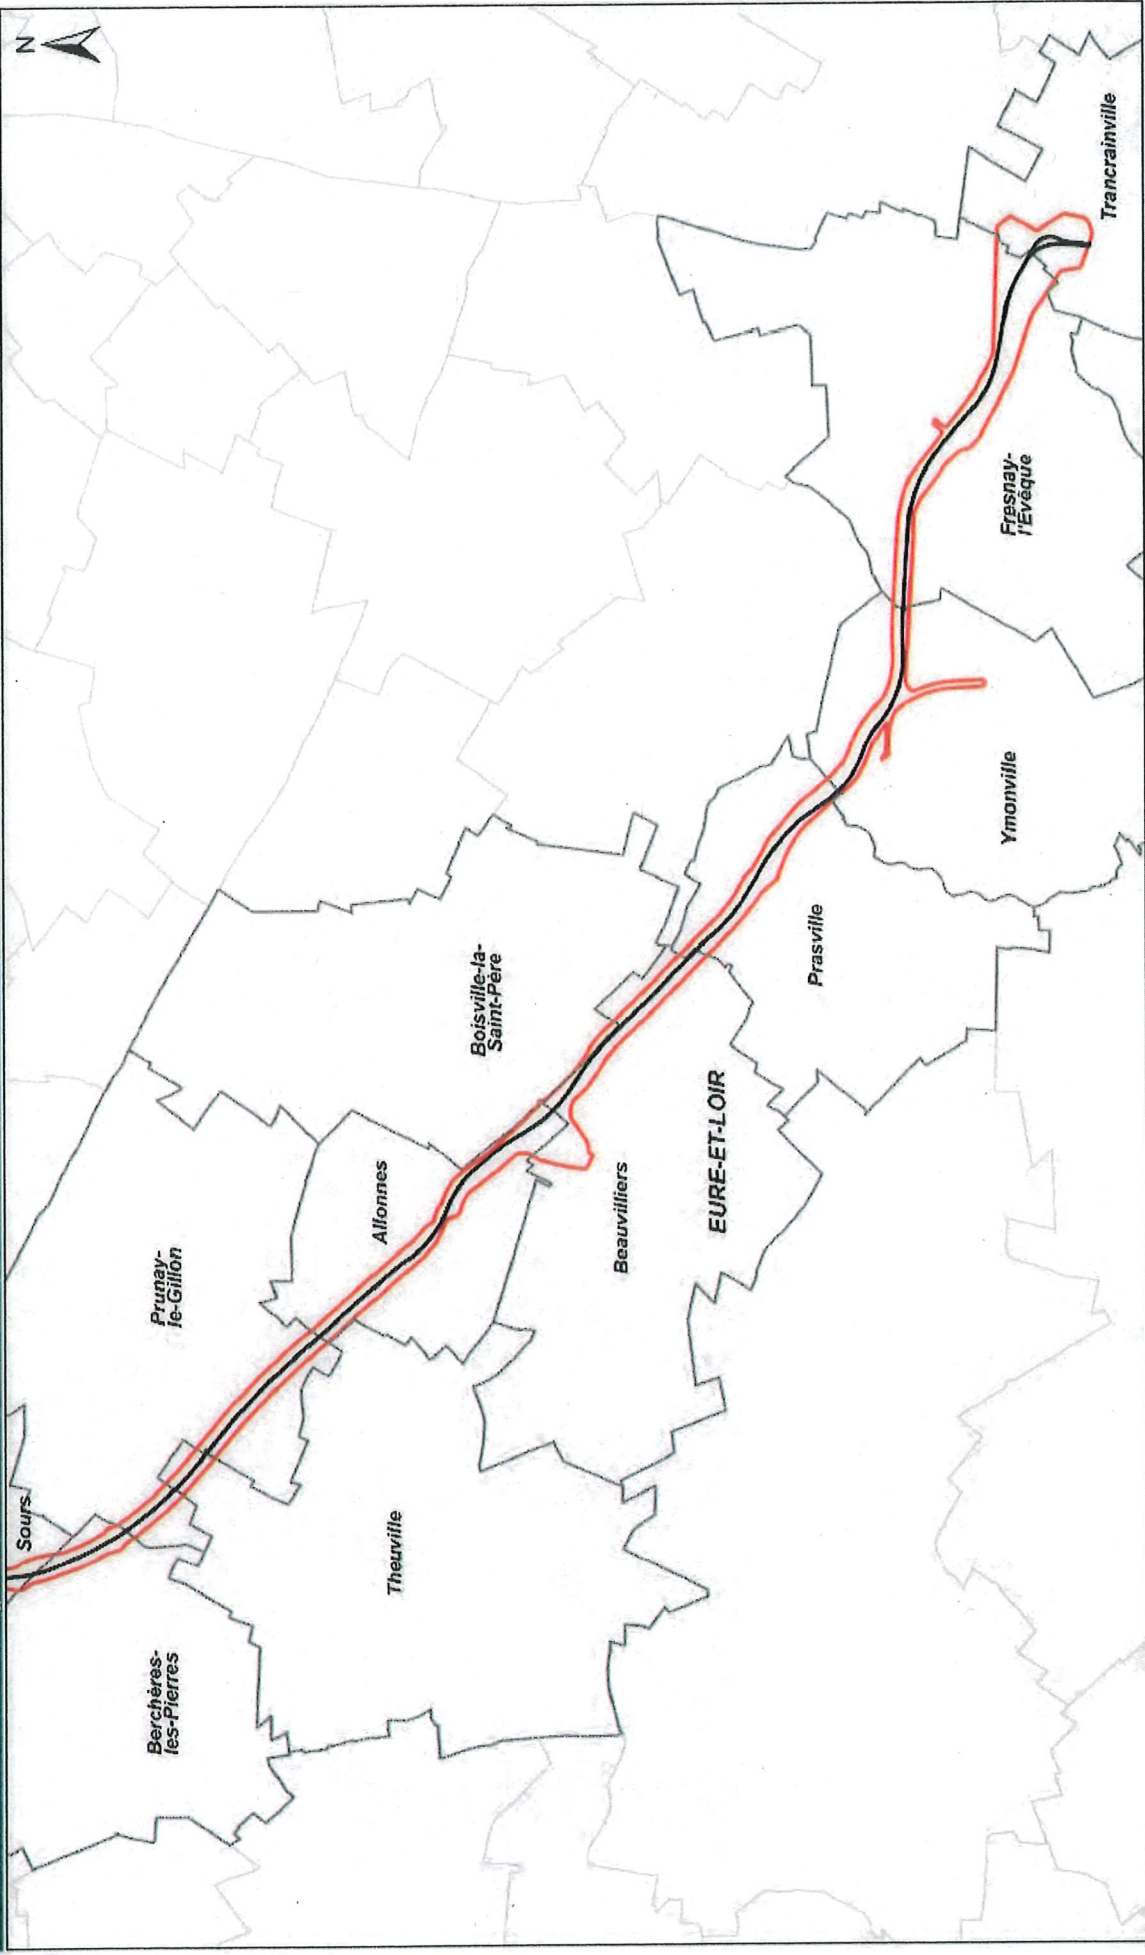 N
Sours
Berchères-
les-Pierres
Prunay-
le-Gillon
Theuville
Allonnes
Boisville-la-
Saint-Père
Beauvilliers
EURE-ET-LOIR
Prasville
Ymonville
Fresnay-
l'Evêque
Trancrainville